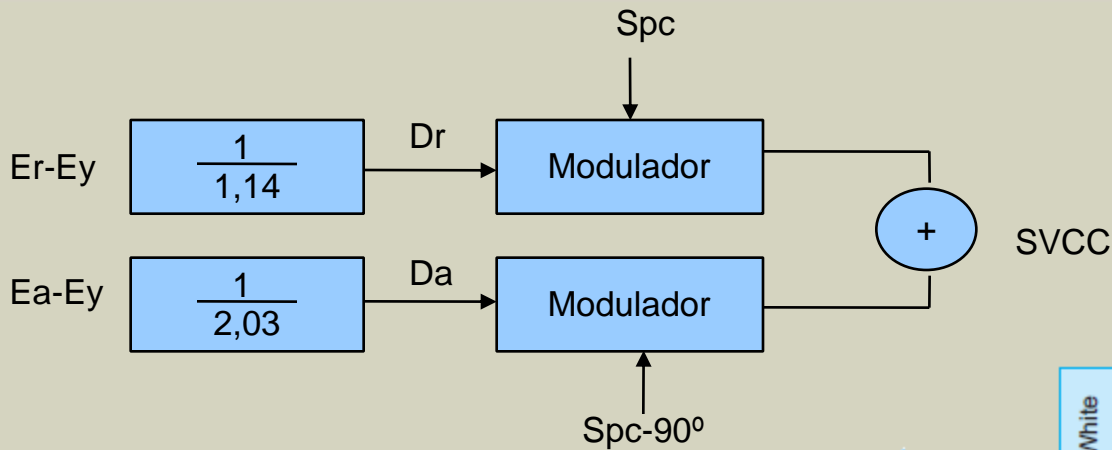 Spc
Er-Ey
1
1,14
Dr
Modulador
+
SVCC
Ea-Ey
1
2,03
Da
Modulador
Spc-90º
White